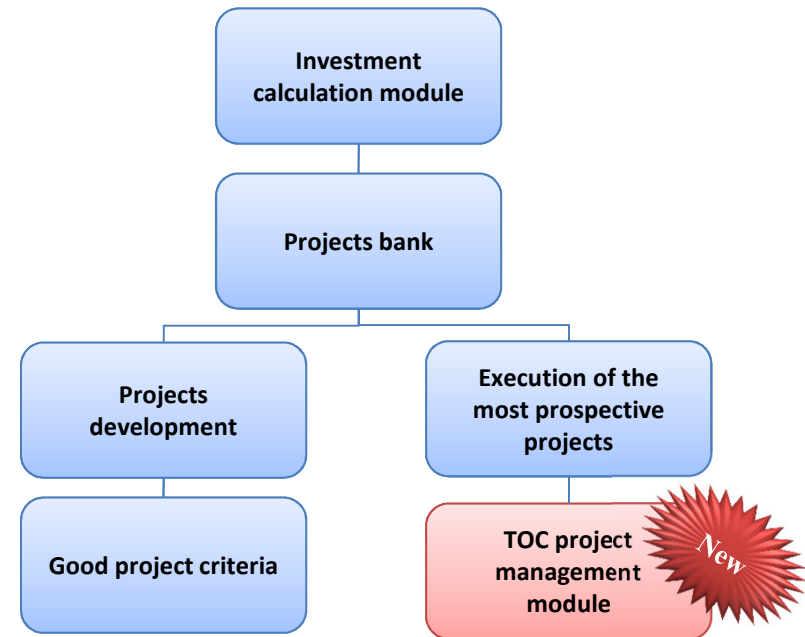 Investment
calculation module
Projects bank
Projects
development
Execution of the
most prospective
projects
Good project criteria
TOC project
management
module
New